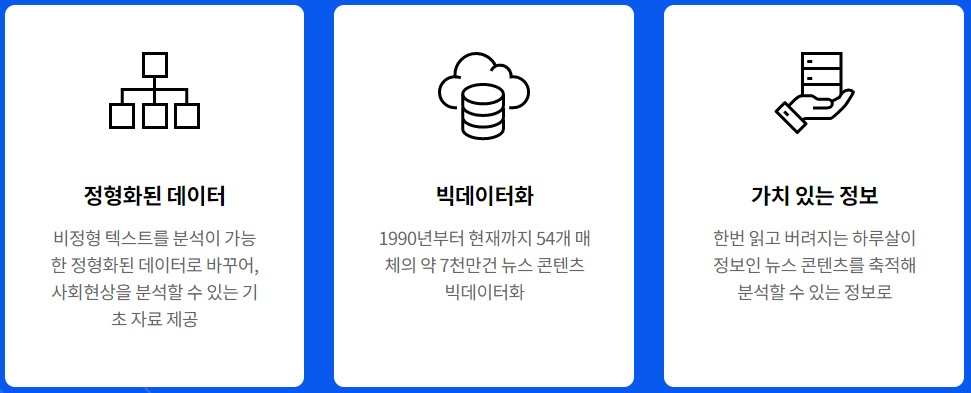 정형화된 데이터
비정형 텍스트를 분석이 가능
한 정형화된 데이터로 바꾸어,
사회현상을 분석할 수 있는 기
초 자료 제공
빅데이터화
1990년부터 현재까지 54개 매
체의 약 7천만건 뉴스 콘텐츠
빅데이터화
가치 있는 정보
한번 읽고 버려지는 하루살이
정보인 뉴스 콘텐츠를 축적해
분석할 수 있는 정보로